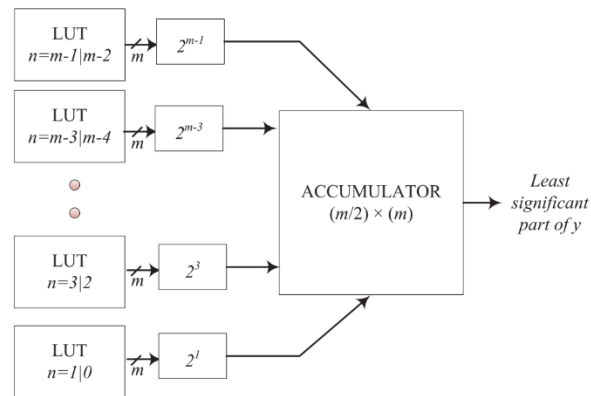 LUT
n=m-1|m-2
m
2^{m-1}
LUT
n=m-3|m-4
m
2^{m-3}
ACCUMULATOR
(m/2) × (m)
Least
significant
part of y
LUT
n=3|2
m
2^3
LUT
n=1|0
m
2^1